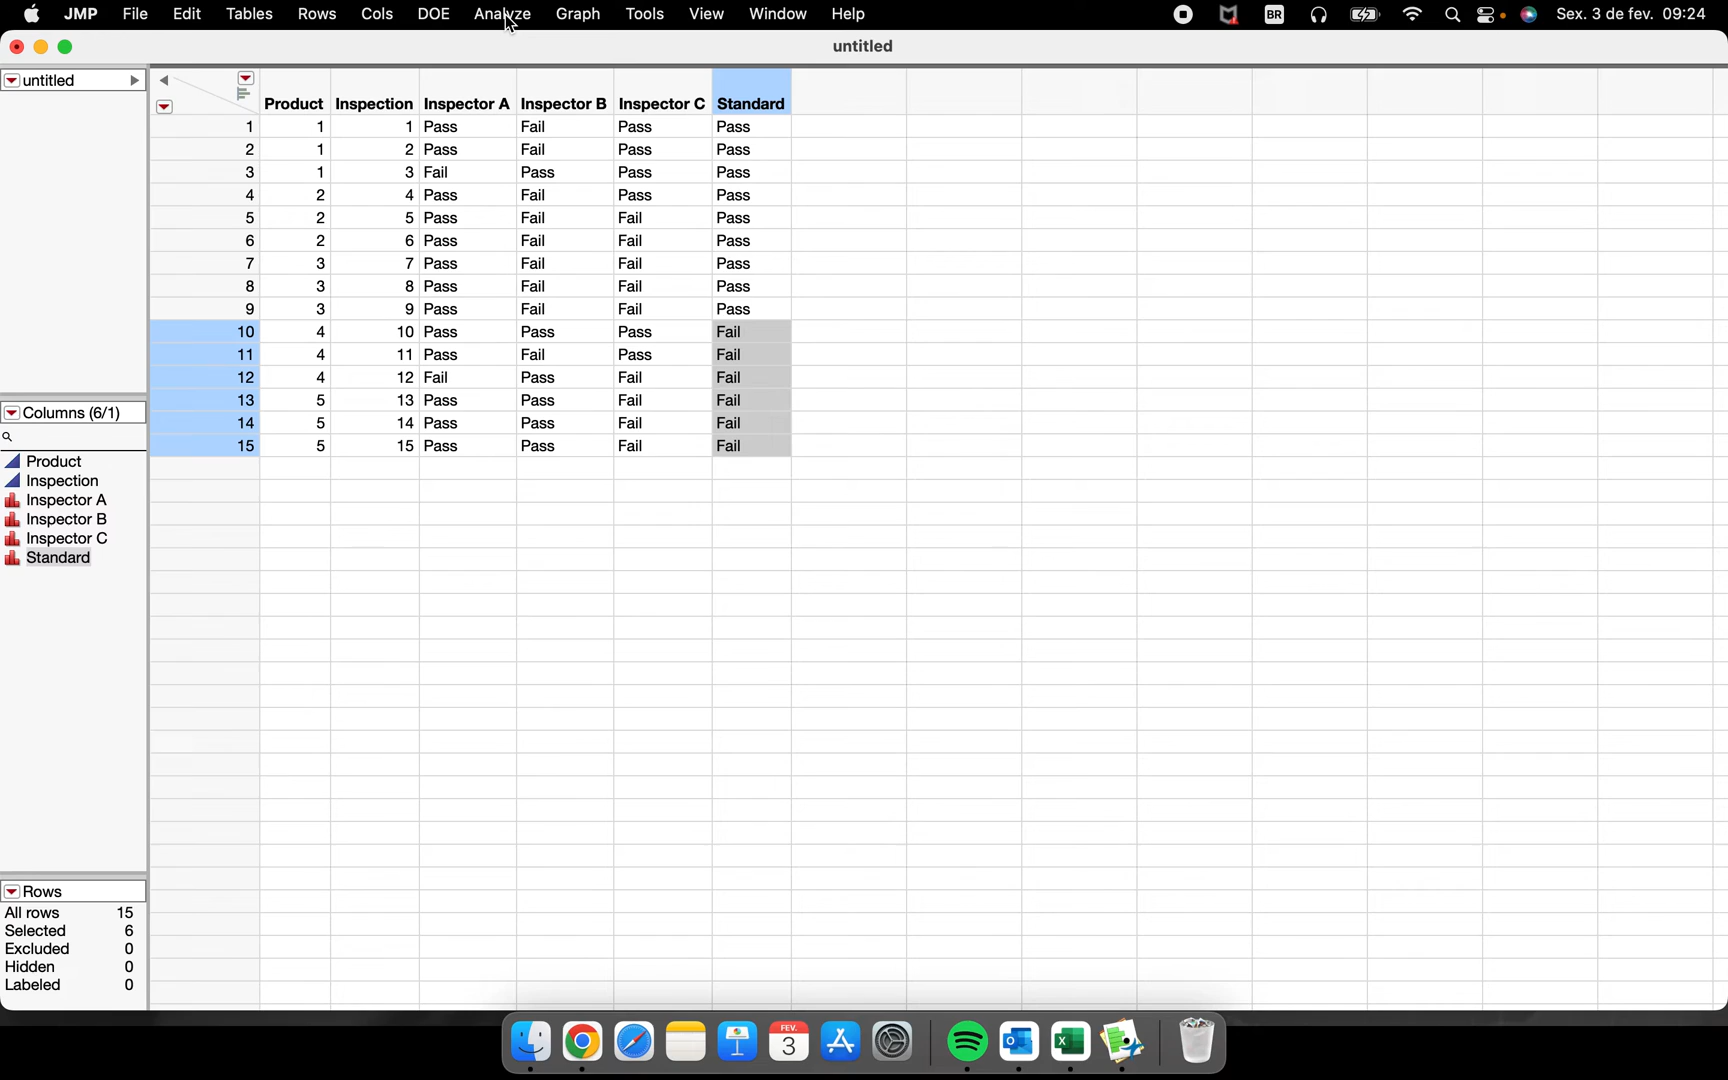 JMP File Edit Tables Rows Cols DOE Analyze Graph Tools View Window Help BR Sex. 3 de fev. 09:24
untitled
untitled
Product Inspection Inspector A Inspector B Inspector C Standard
1 1 1 Pass Fail Pass Pass
2 1 2 Pass Fail Pass Pass
3 1 3 Fail Pass Pass Pass
4 2 4 Pass Fail Pass Pass
5 2 5 Pass Fail Fail Pass
6 2 6 Pass Fail Fail Pass
7 3 7 Pass Fail Fail Pass
8 3 8 Pass Fail Fail Pass
9 3 9 Pass Fail Fail Pass
10 4 10 Pass Pass Pass Fail
11 4 11 Pass Fail Pass Fail
12 4 12 Fail Pass Fail Fail
13 5 13 Pass Pass Fail Fail
14 5 14 Pass Pass Fail Fail
15 5 15 Pass Pass Fail Fail
Columns (6/1)
Product
Inspection
Inspector A
Inspector B
Inspector C
Standard
Rows
All rows 15
Selected 6
Excluded 0
Hidden 0
Labeled 0
FEV.
3